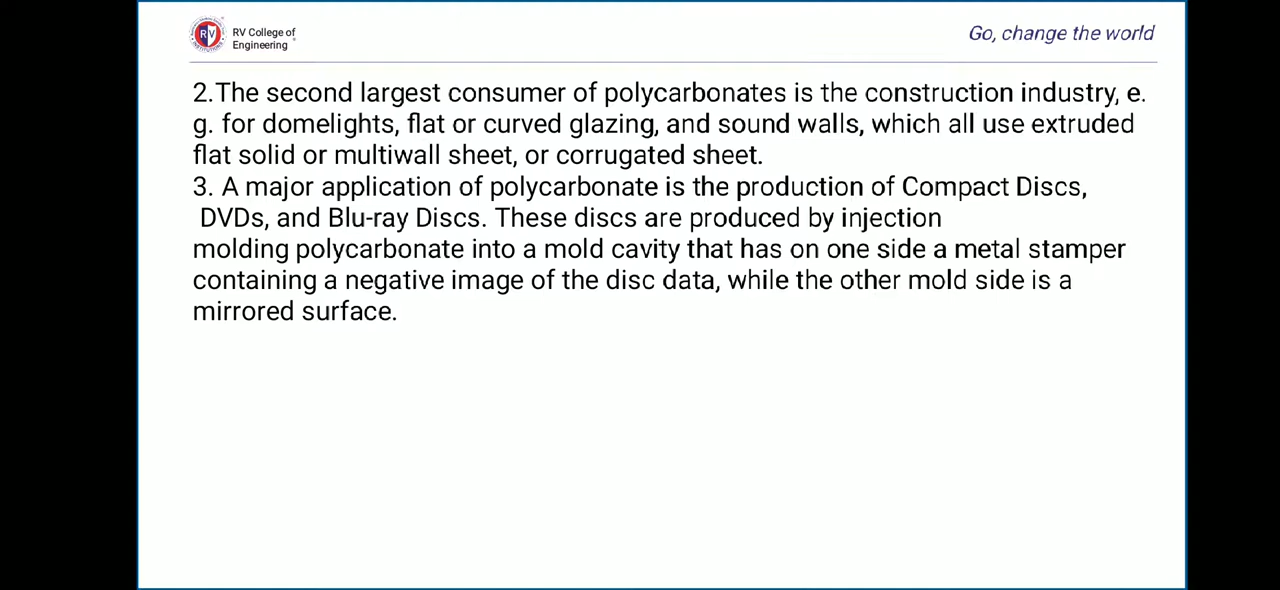 RV College of
Engineering
Go, change the world
2.The second largest consumer of polycarbonates is the construction industry, e.
g. for domelights, flat or curved glazing, and sound walls, which all use extruded
flat solid or multiwall sheet, or corrugated sheet.
3. A major application of polycarbonate is the production of Compact Discs,
DVDs, and Blu-ray Discs. These discs are produced by injection
molding polycarbonate into a mold cavity that has on one side a metal stamper
containing a negative image of the disc data, while the other mold side is a
mirrored surface.